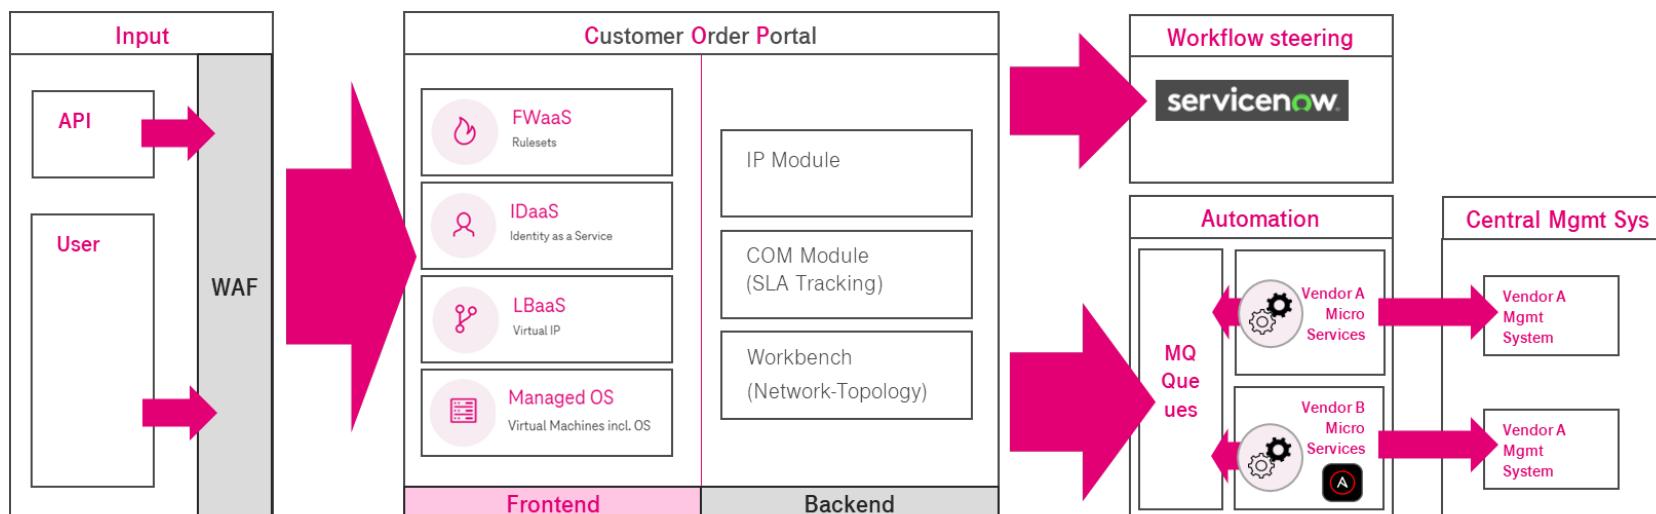 Input
API
User
WAF
Customer Order Portal
FWaaS
Rulesets
IDaaS
Identity as a Service
LBaaS
Virtual IP
Managed OS
Virtual Machines incl. OS
Frontend
IP Module
COM Module
(SLA Tracking)
Workbench
(Network-Topology)
Backend
Workflow steering
servicenow.
Automation
MQ
Que
ues
Vendor A
Micro
Services
Vendor B
Micro
Services
A
Central Mgmt Sys
Vendor A
Mgmt
System
Vendor A
Mgmt
System